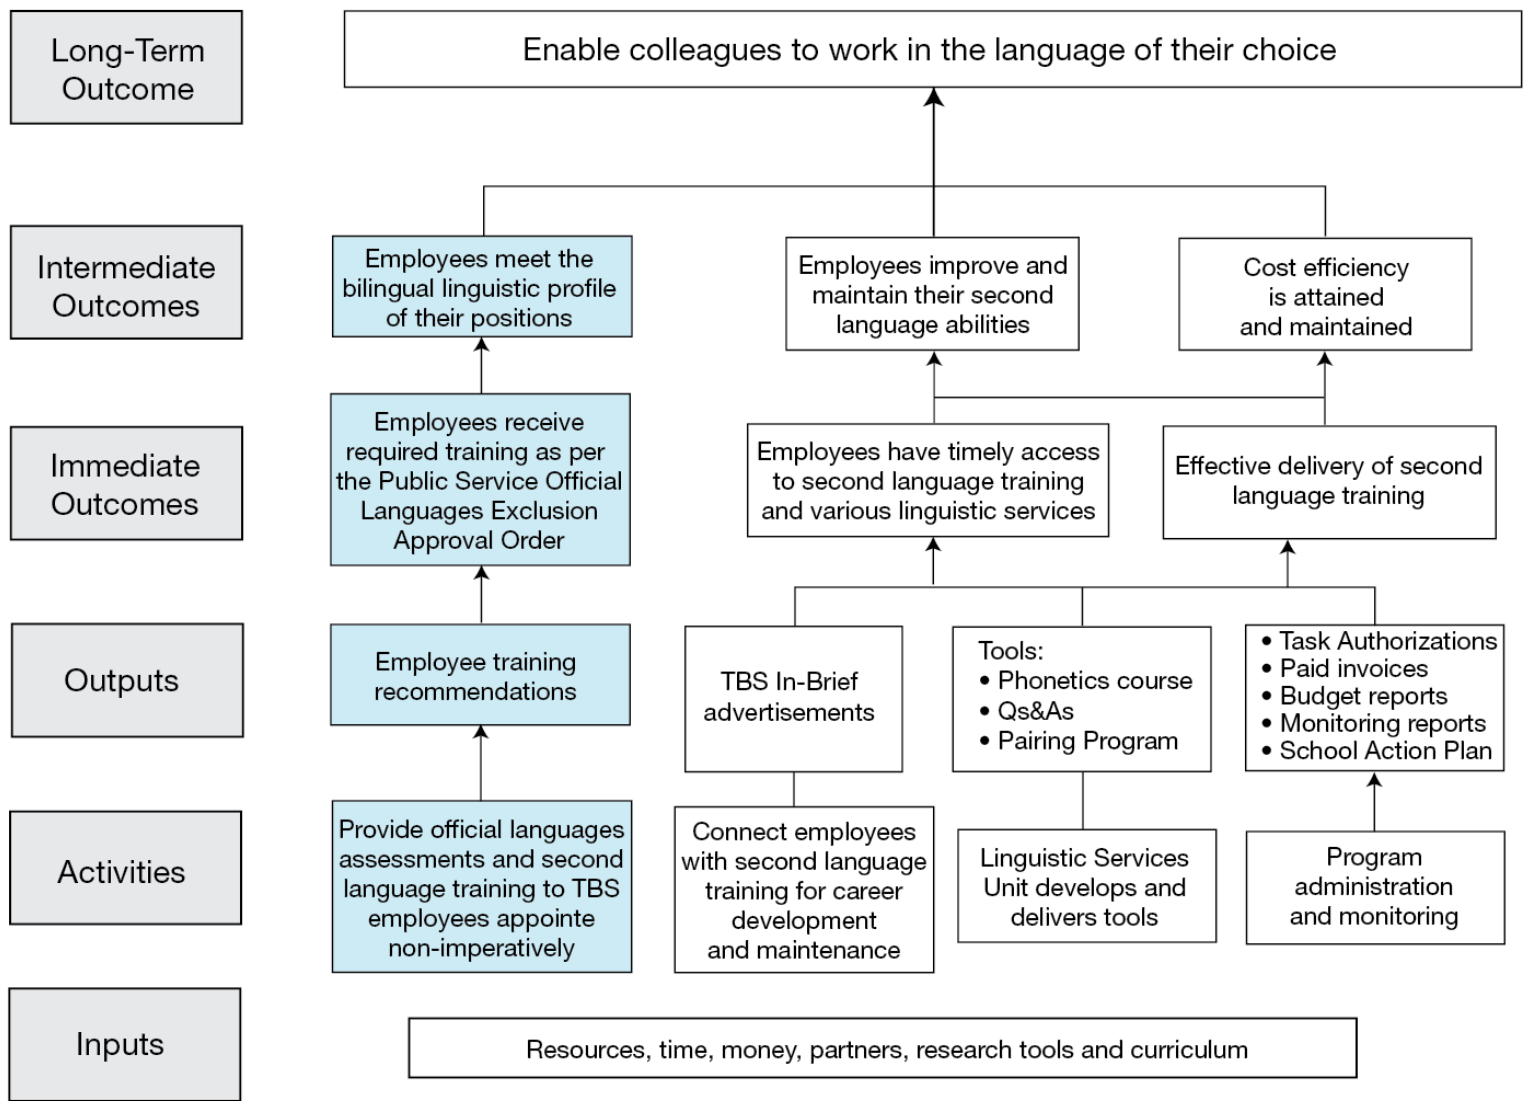 Long-Term
Outcome
Enable colleagues to work in the language of their choice
Intermediate
Outcomes
Employees meet the
bilingual linguistic profile
of their positions
Employees improve and
maintain their second
language abilities
Cost efficiency
is attained
and maintained
Immediate
Outcomes
Employees receive
required training as per
the Public Service Official
Languages Exclusion
Approval Order
Employees have timely access
to second language training
and various linguistic services
Effective delivery of second
language training
Outputs
Employee training
recommendations
TBS In-Brief
advertisements
Tools:
• Phonetics course
• Qs&As
• Pairing Program
• Task Authorizations
• Paid invoices
• Budget reports
• Monitoring reports
• School Action Plan
Activities
Provide official languages
assessments and second
language training to TBS
employees appointe
non-imperatively
Connect employees
with second language
training for career
development
and maintenance
Linguistic Services
Unit develops and
delivers tools
Program
administration
and monitoring
Inputs
Resources, time, money, partners, research tools and curriculum